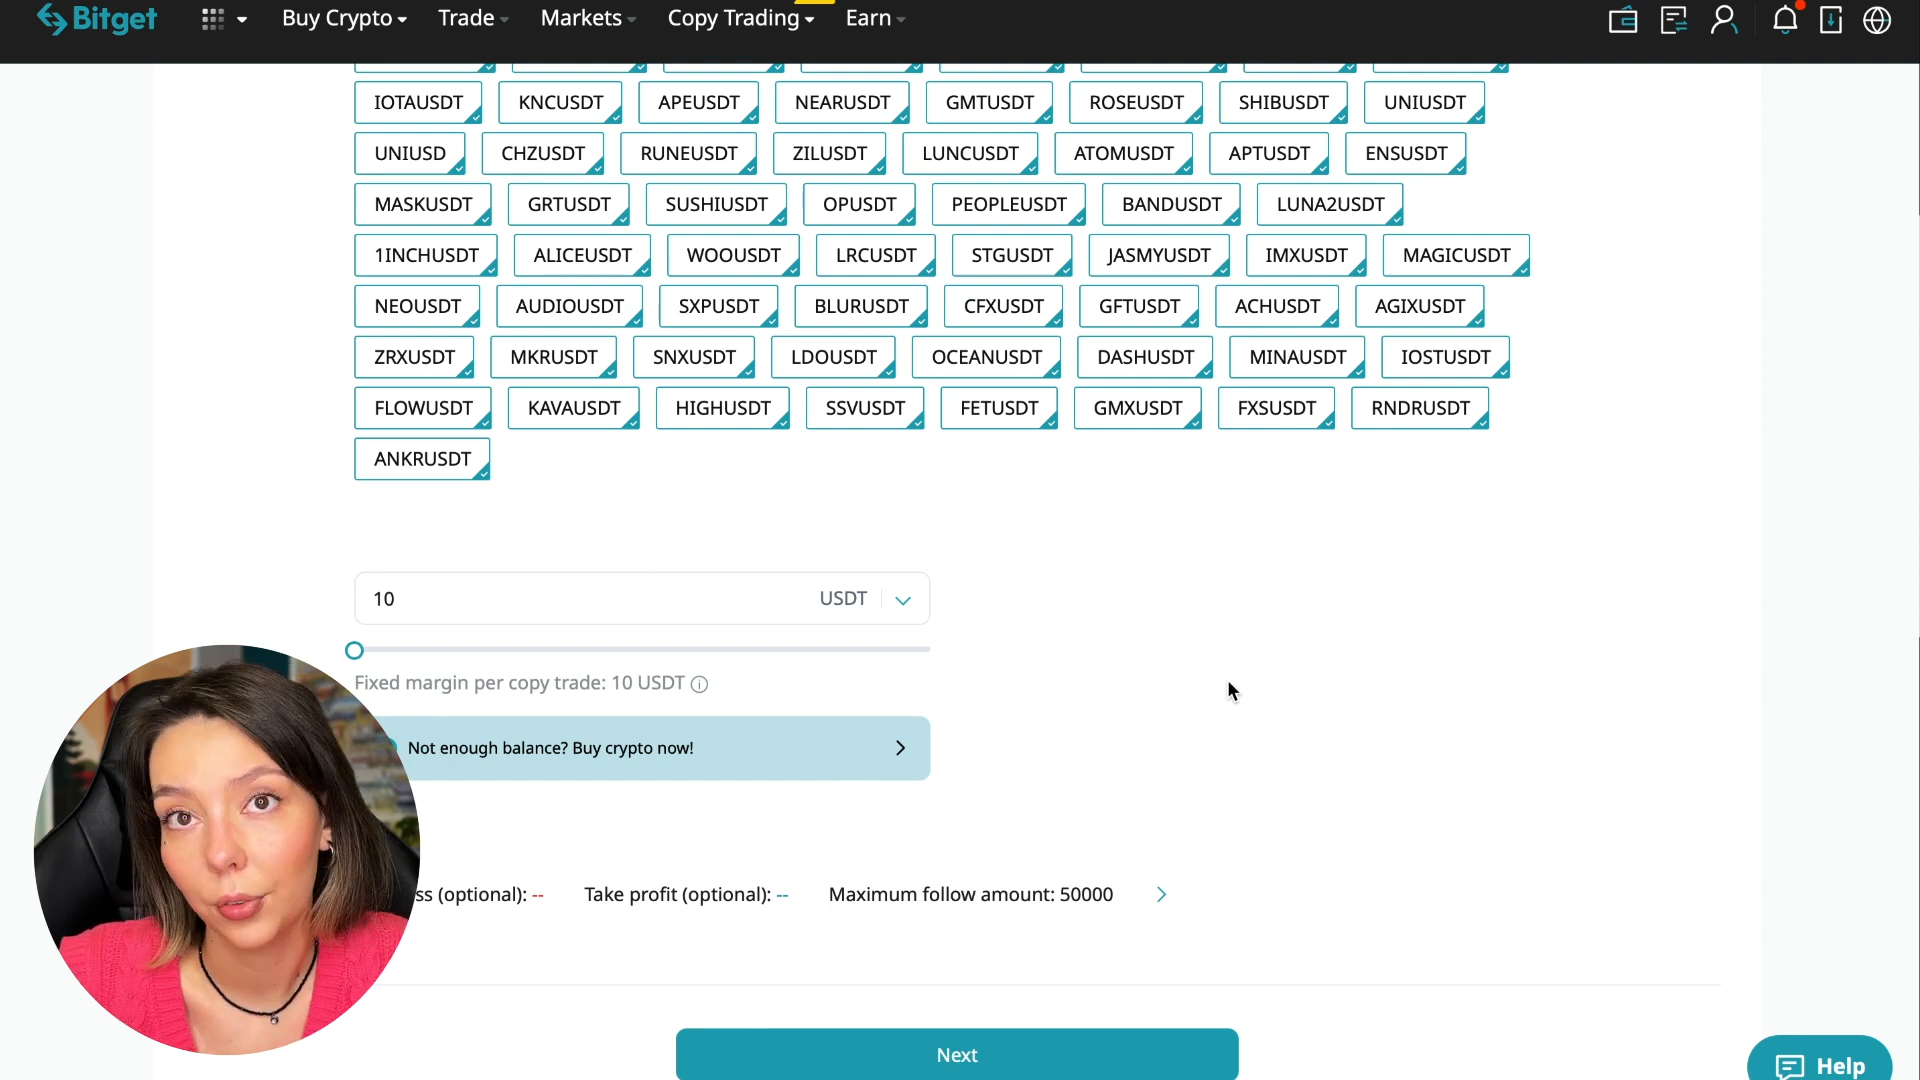 Bitget Buy Crypto Trade Markets Copy Trading Earn
IOTAUSDT KNCUSDT APEUSDT NEARUSDT GMTUSDT ROSEUSDT SHIBUSDT UNIUSDT
UNIUSD CHZUSDT RUNEUSDT ZILUSDT LUNCUSDT ATOMUSDT APTUSDT ENSUSDT
MASKUSDT GRTUSDT SUSHIUSDT OPUSDT PEOPLEUSDT BANDUSDT LUNA2USDT
1INCHUSDT ALICEUSDT WOOUSDT LRCUSDT STGUSDT JASMYUSDT IMXUSDT MAGICUSDT
NEOUSDT AUDIOUSDT SXPUSDT BLURUSDT CFXUSDT GFTUSDT ACHUSDT AGIXUSDT
ZRXUSDT MKRUSDT SNXUSDT LDOUSDT OCEANUSDT DASHUSDT MINAUSDT IOSTUSDT
FLOWUSDT KAVAUSDT HIGHUSDT SSVUSDT FETUSDT GMXUSDT FXSUSDT RNDRUSDT
ANKRUSDT
10 USDT
Fixed margin per copy trade: 10 USDT
Not enough balance? Buy crypto now!
ss (optional): -- Take profit (optional): -- Maximum follow amount: 50000
Next
Help